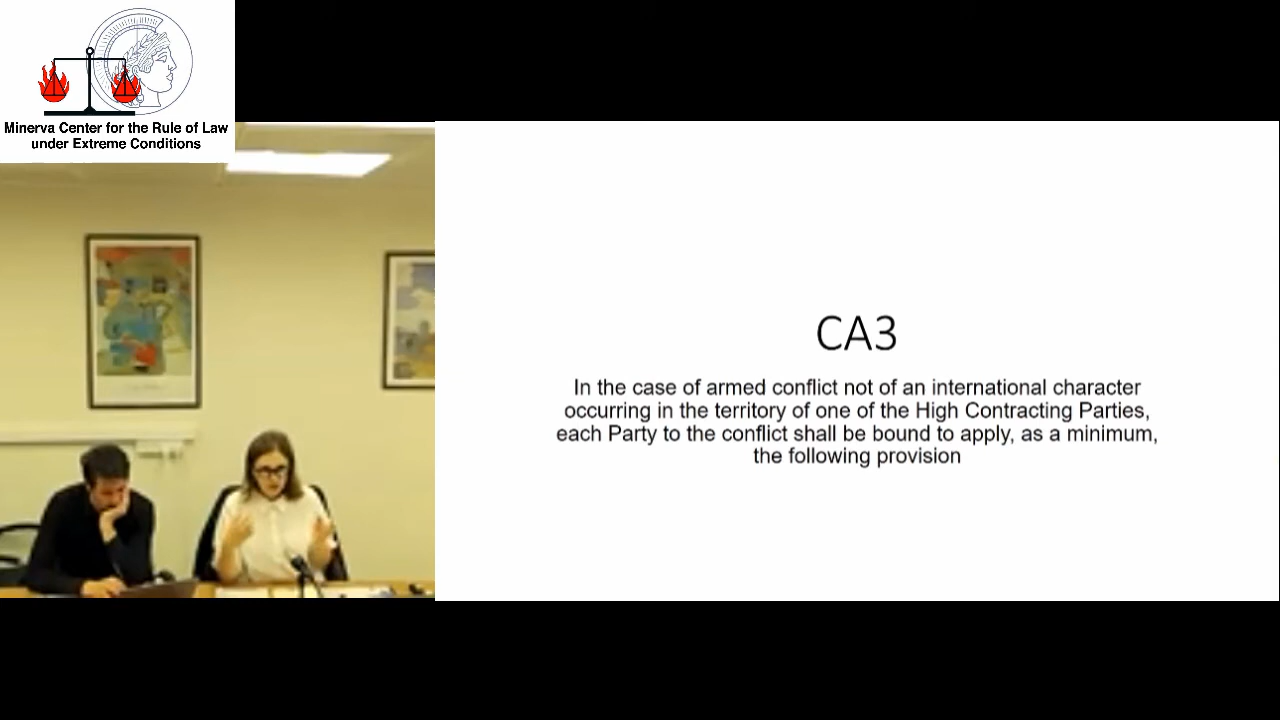 Minerva Center for the Rule of Law
under Extreme Conditions
CA3
In the case of armed conflict not of an international character
occurring in the territory of one of the High Contracting Parties,
each Party to the conflict shall be bound to apply, as a minimum,
the following provision